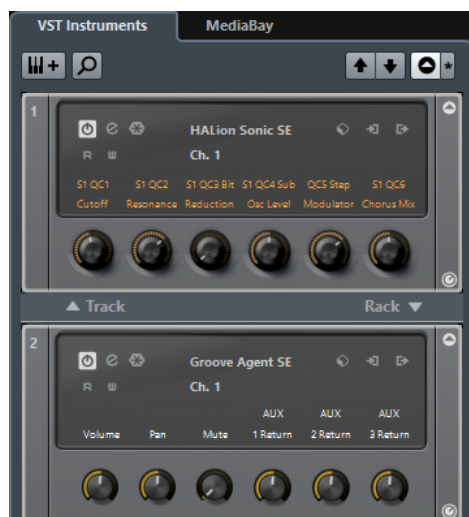 VST Instruments MediaBay
1
HALion Sonic SE
R W Ch. 1
S1 QC1 S1 QC2 S1 QC3 Bit S1 QC4 Sub QC5 Step S1 QC6
Cutoff Resonance Reduction Osc Level Modulator Chorus Mix
Track Rack
2
Groove Agent SE
R W Ch. 1
AUX AUX AUX
Volume Pan Mute 1 Return 2 Return 3 Return